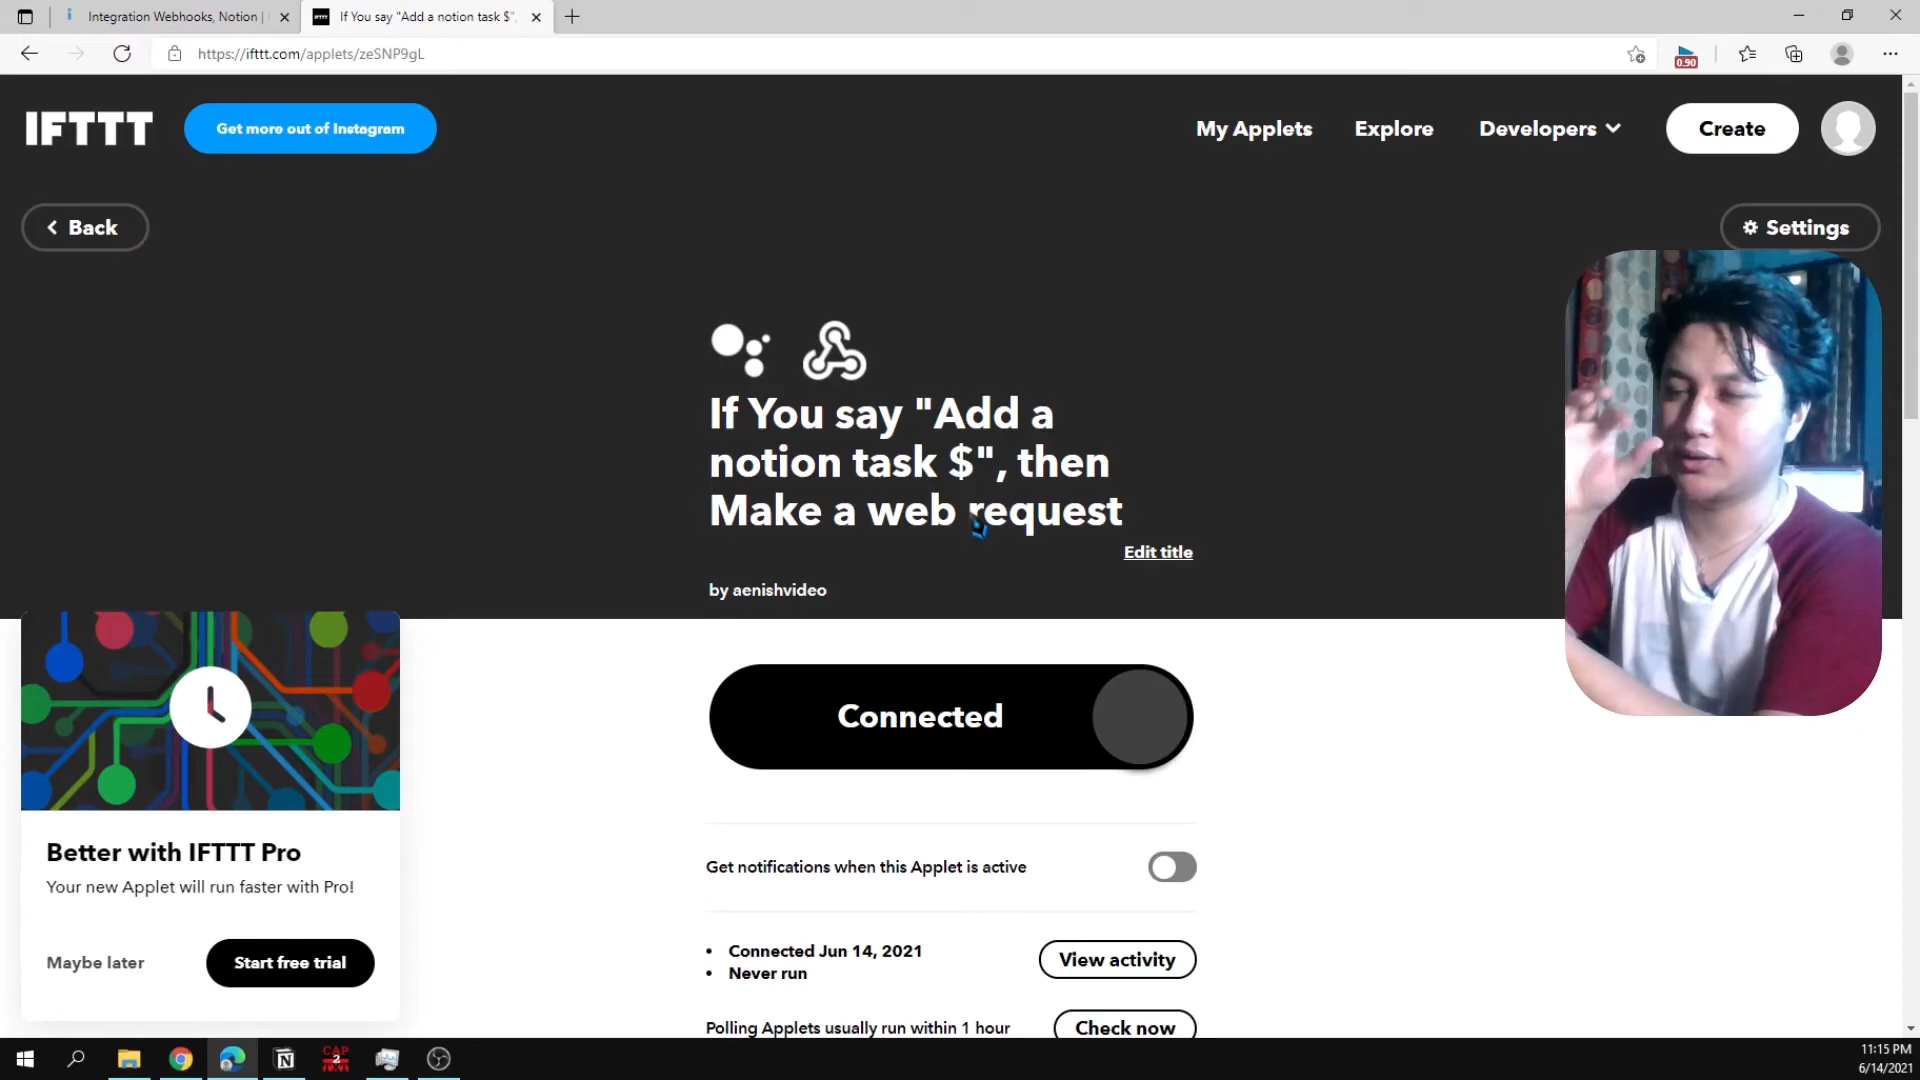 Integration Webhooks, Notion |
If You say "Add a notion task $",
https://ifttt.com/applets/zeSNP9gL
0.90
IFTTT
Get more out of Instagram
My Applets
Explore
Developers
Create
Back
Settings
If You say "Add a
notion task $", then
Make a web request
Edit title
by aenishvideo
Connected
Get notifications when this Applet is active
Better with IFTTT Pro
Your new Applet will run faster with Pro!
Maybe later
Start free trial
• Connected Jun 14, 2021
• Never run
View activity
Polling Applets usually run within 1 hour
Check now
11:15 PM
6/14/2021